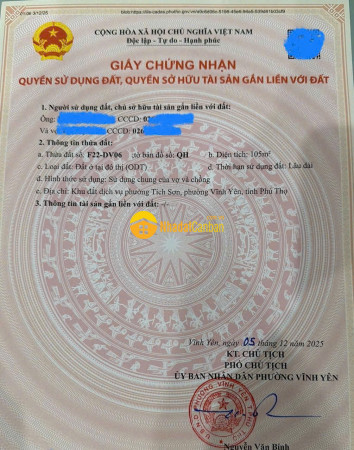 CỘNG HÒA XÃ HỘI CHỦ NGHĨA VIỆT NAM
Độc lập - Tự do - Hạnh phúc
GIẤY CHỨNG NHẬN
QUYỀN SỬ DỤNG ĐẤT, QUYỀN SỞ HỮU TÀI SẢN GẮN LIỀN VỚI ĐẤT
1. Người sử dụng đất, chủ sở hữu tài sản gắn liền với đất:
Ông: CCCD: 02
Và vợ CCCD: 026
2. Thông tin thửa đất:
a. Thửa đất số: F22-DV06 tờ bản đồ số: QH b. Diện tích: 105m²
c. Loại đất: Đất ở tại đô thị (ODT) d. Thời hạn sử dụng đất: Lâu dài
đ. Hình thức sử dụng: Sử dụng chung của vợ và chồng
e. Địa chỉ: Khu đất dịch vụ phường Tích Sơn, phường Vĩnh Yên, tỉnh Phú Thọ
3. Thông tin tài sản gắn liền với đất: -/-
Vĩnh Yên, ngày 05 tháng 12 năm 2025
KT. CHỦ TỊCH
PHÓ CHỦ TỊCH
ỦY BAN NHÂN DÂN PHƯỜNG VĨNH YÊN
Nguyễn Văn Bình